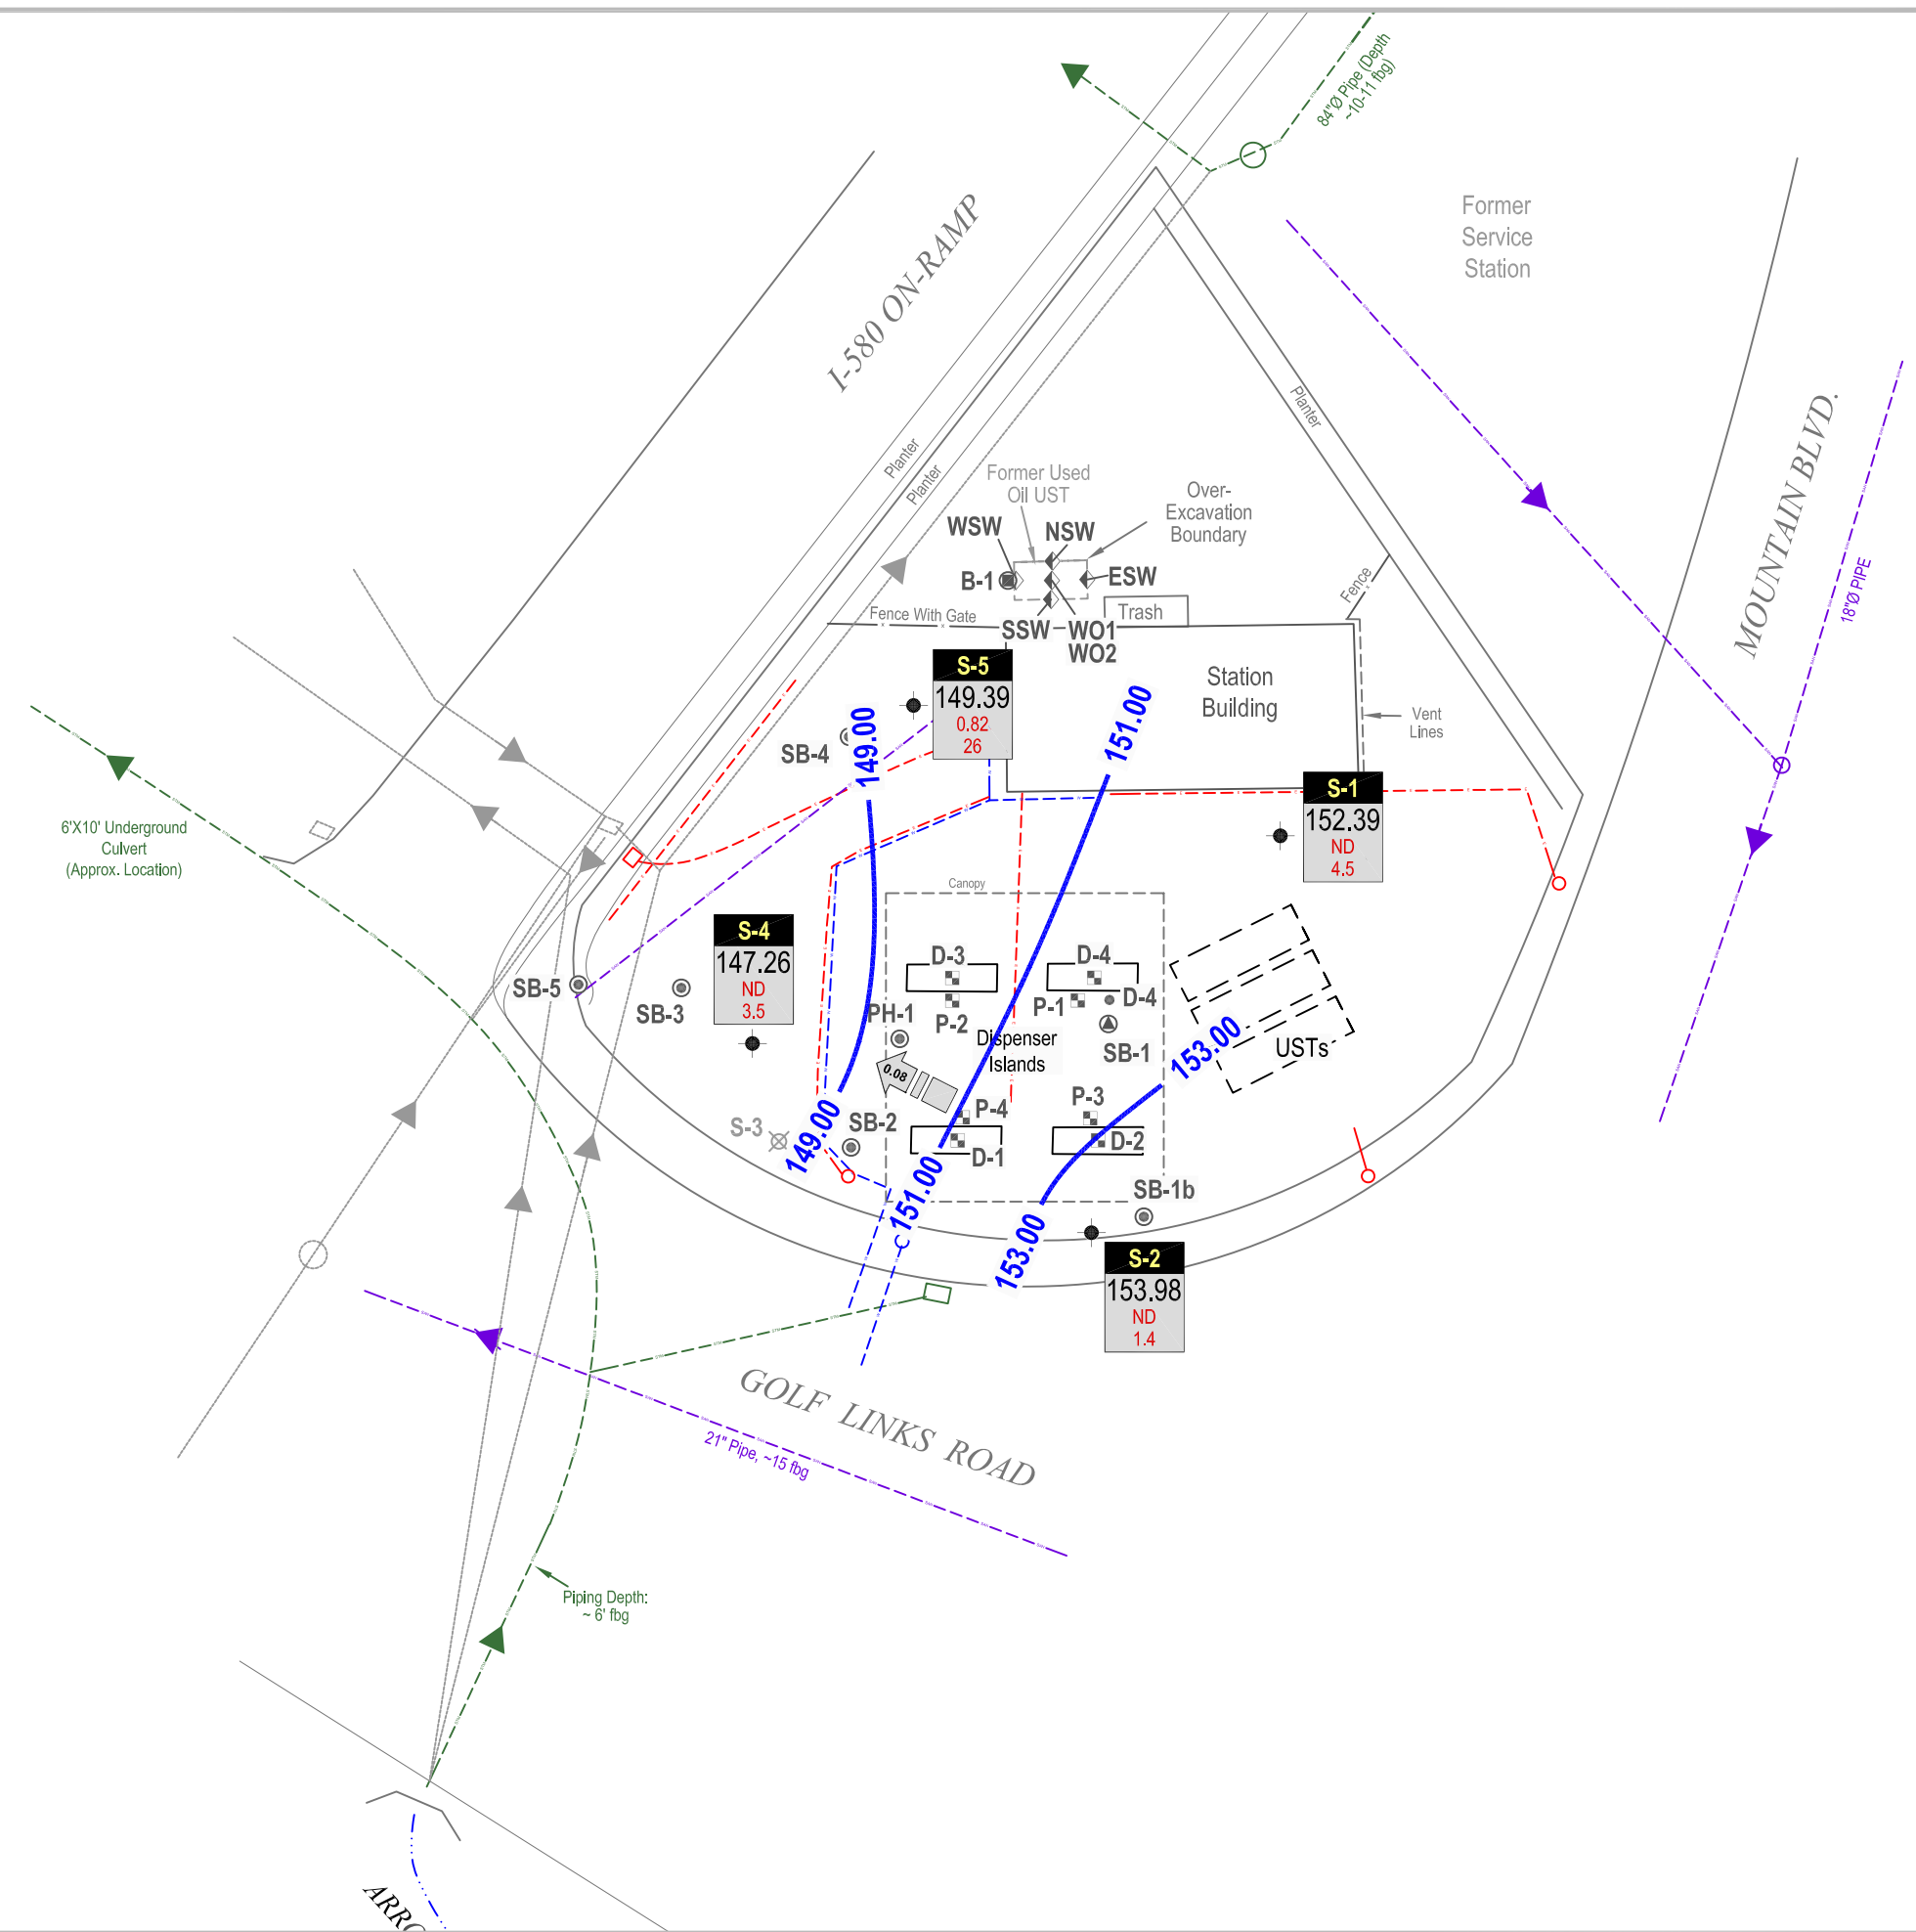 84"Ø Pipe (Depth
~10-11 fbg)
Former
Service
Station
I-580 ON-RAMP
MOUNTAIN BLVD.
18"Ø PIPE
Planter
Planter
Planter
Former Used
Oil UST
Over-
Excavation
Boundary
WSW
NSW
B-1
ESW
Fence
Fence With Gate
Trash
SSW
WO1
WO2
S-5
149.39
0.82
26
Station
Building
Vent
Lines
SB-4
149.00
151.00
S-1
152.39
ND
4.5
6'X10' Underground
Culvert
(Approx. Location)
Canopy
S-4
147.26
ND
3.5
D-3
D-4
SB-5
SB-3
PH-1
P-2
P-1
D-4
Dispenser
Islands
SB-1
153.00
USTs
0.08
S-3
149.00
SB-2
P-4
D-1
P-3
D-2
151.00
SB-1b
153.00
S-2
153.98
ND
1.4
GOLF LINKS ROAD
21" Pipe, ~15 fbg
Piping Depth:
~ 6' fbg